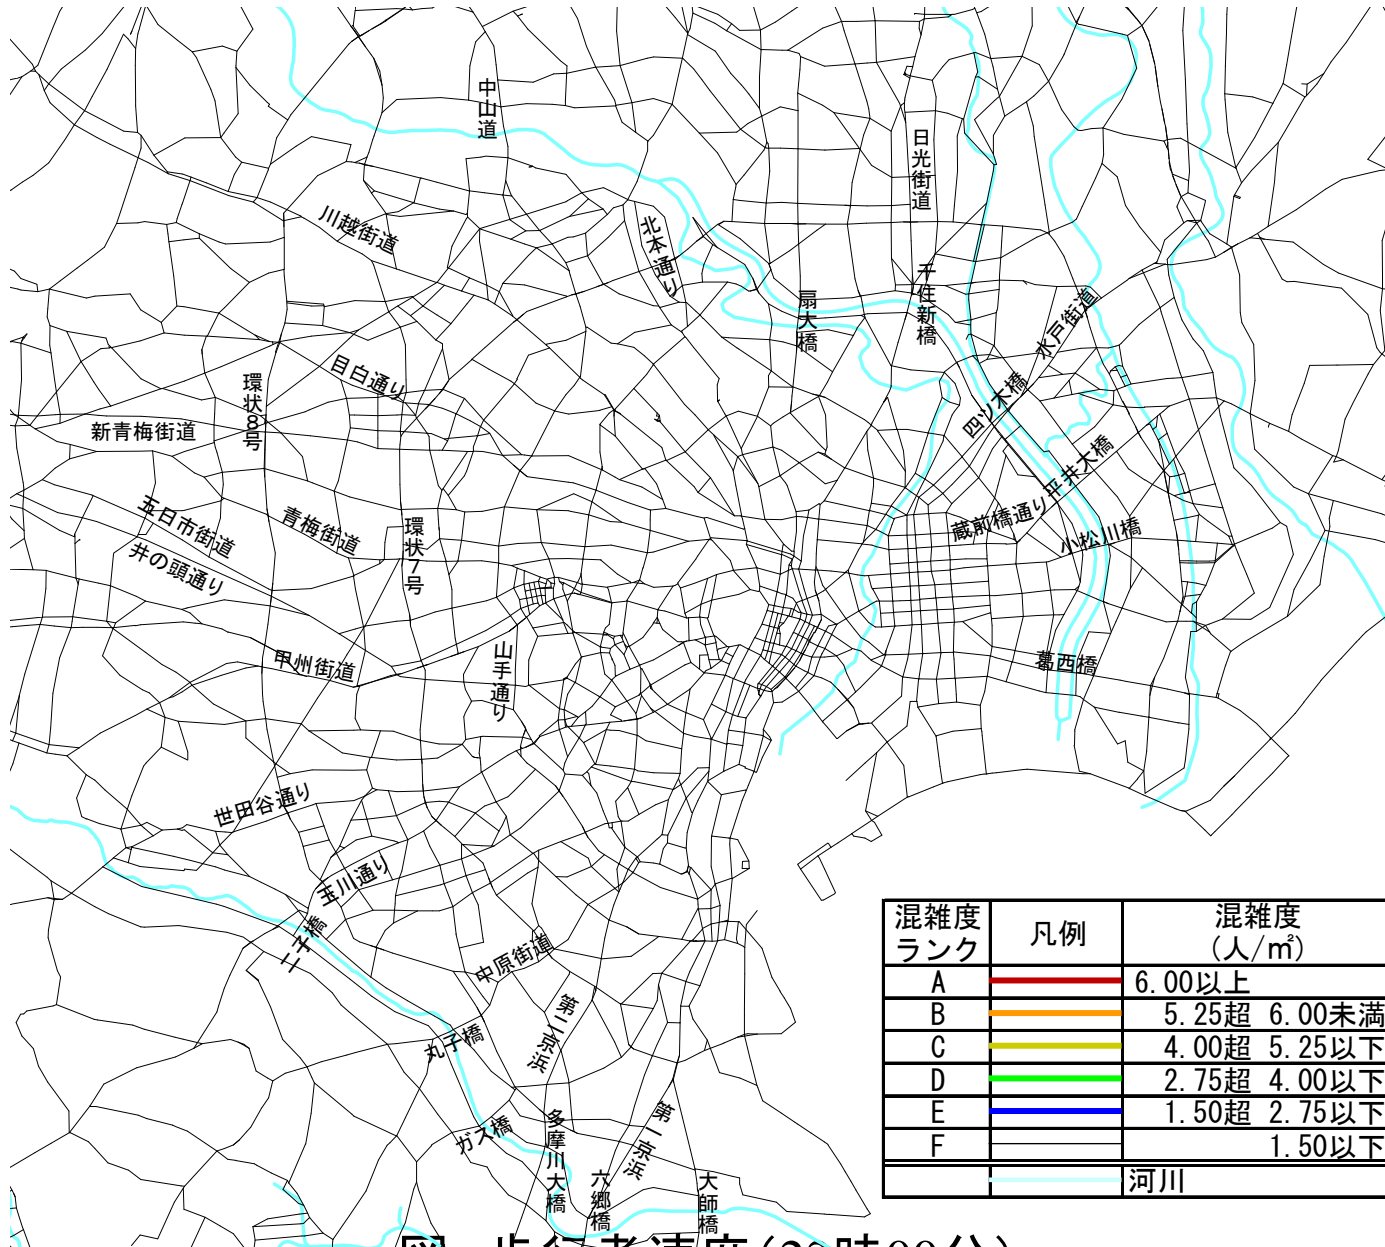 中山道
日光街道
川越街道
北本通り
千住新橋
扇大橋
水戸街道
目白通り
環状8号
四ツ木橋
新青梅街道
平井大橋
五日市街道
青梅街道
環状7号
蔵前橋通り
小松川橋
井の頭通り
甲州街道
山手通り
葛西橋
世田谷通り
玉川通り
二子橋
中原街道
第二京浜
丸子橋
ガス橋
多摩川大橋
第一京浜
六郷橋
大師橋
混雑度ランク 凡例 混雑度(人/㎡)
A 6.00以上
B 5.25超 6.00未満
C 4.00超 5.25以下
D 2.75超 4.00以下
E 1.50超 2.75以下
F 1.50以下
河川